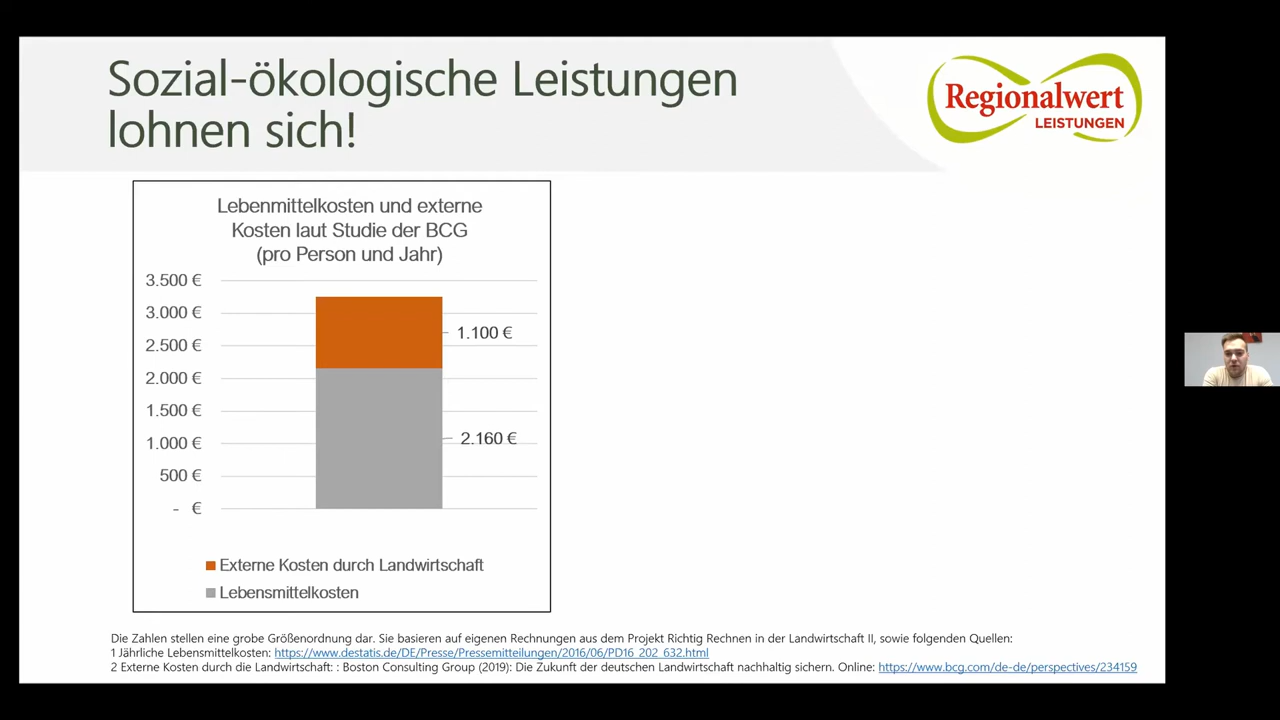 Sozial-ökologische Leistungen
lohnen sich!
Regionalwert
LEISTUNGEN
Lebenmittelkosten und externe
Kosten laut Studie der BCG
(pro Person und Jahr)
3.500 €
3.000 €
2.500 €
2.000 €
1.500 €
1.000 €
500 €
- €
1.100 €
2.160 €
Externe Kosten durch Landwirtschaft
Lebensmittelkosten
Die Zahlen stellen eine grobe Größenordnung dar. Sie basieren auf eigenen Rechnungen aus dem Projekt Richtig Rechnen in der Landwirtschaft II, sowie folgenden Quellen:
1 Jährliche Lebensmittelkosten: https://www.destatis.de/DE/Presse/Pressemitteilungen/2016/06/PD16_202_632.html
2 Externe Kosten durch die Landwirtschaft: : Boston Consulting Group (2019): Die Zukunft der deutschen Landwirtschaft nachhaltig sichern. Online: https://www.bcg.com/de-de/perspectives/234159